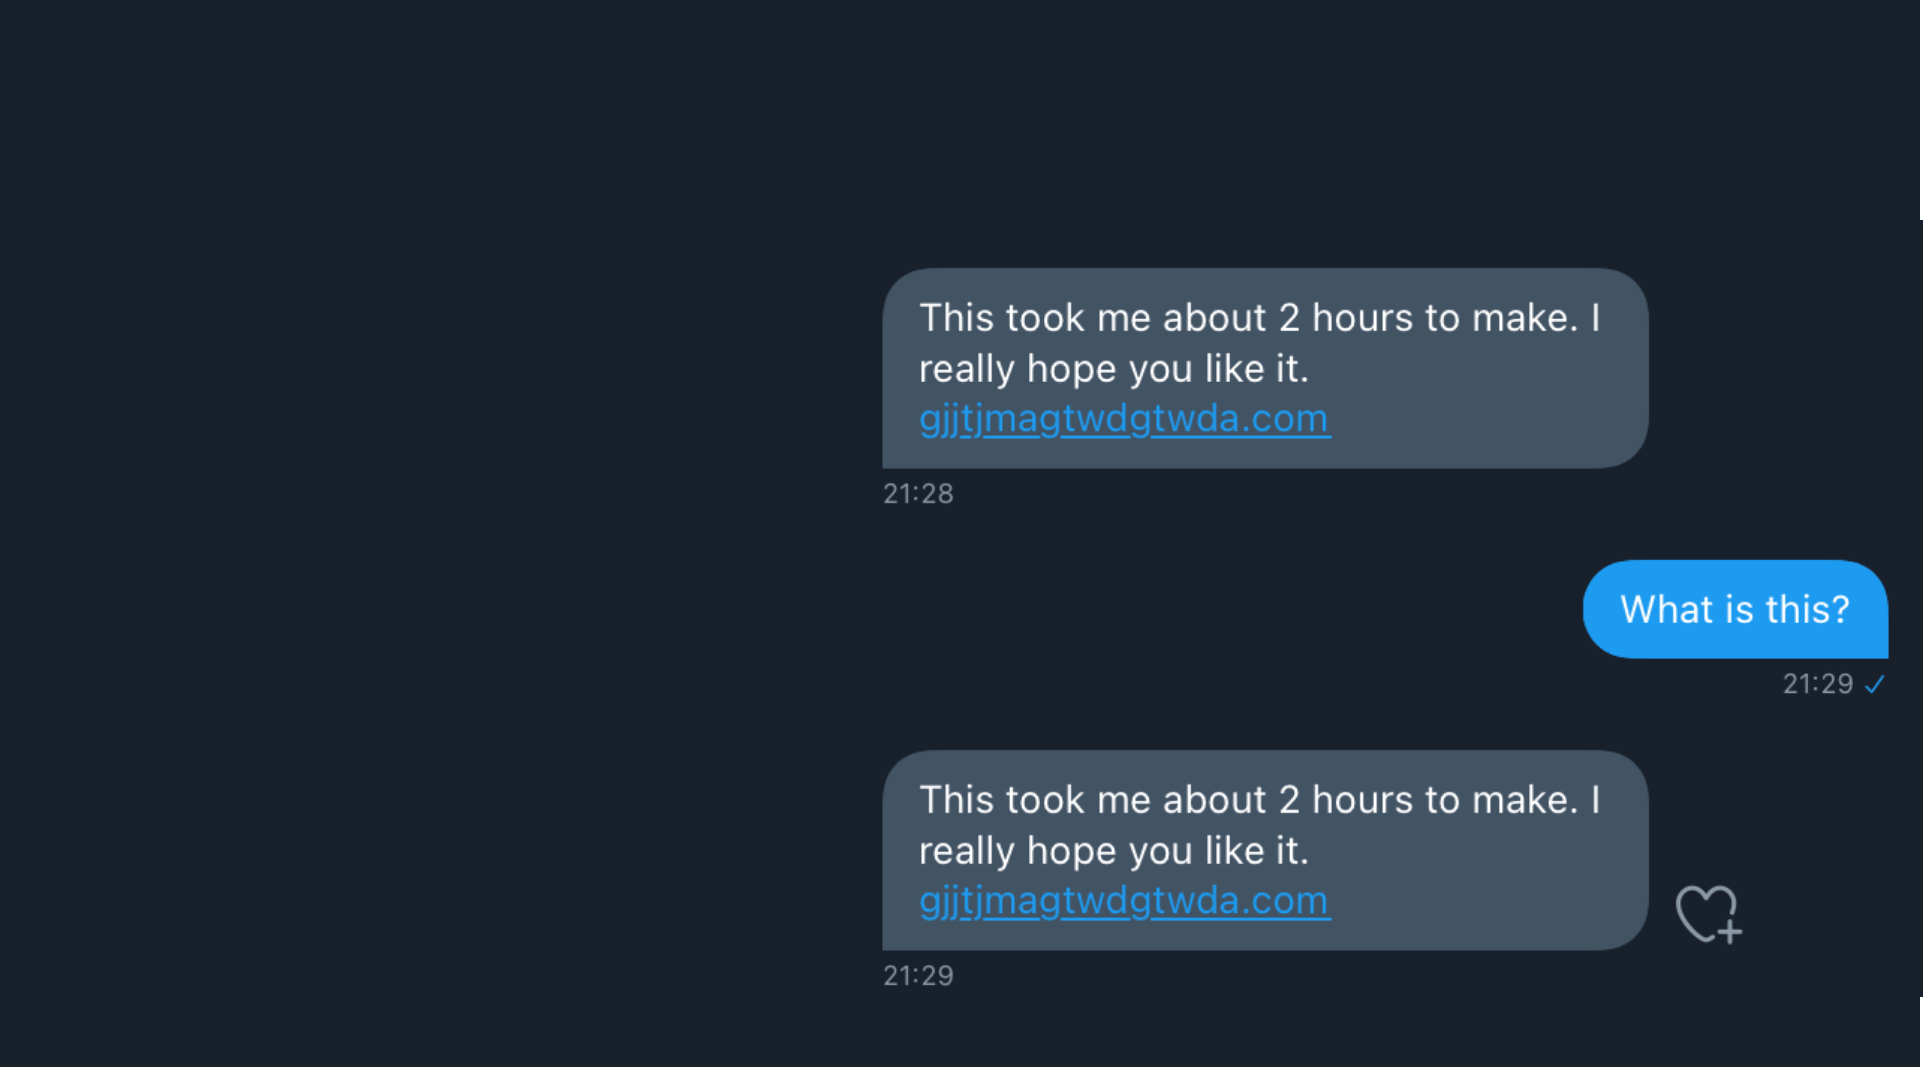 This took me about 2 hours to make. I
really hope you like it.
gjjtjmagtwdgtwda.com
21:28
What is this?
21:29 ✓
This took me about 2 hours to make. I
really hope you like it.
gjjtjmagtwdgtwda.com
21:29